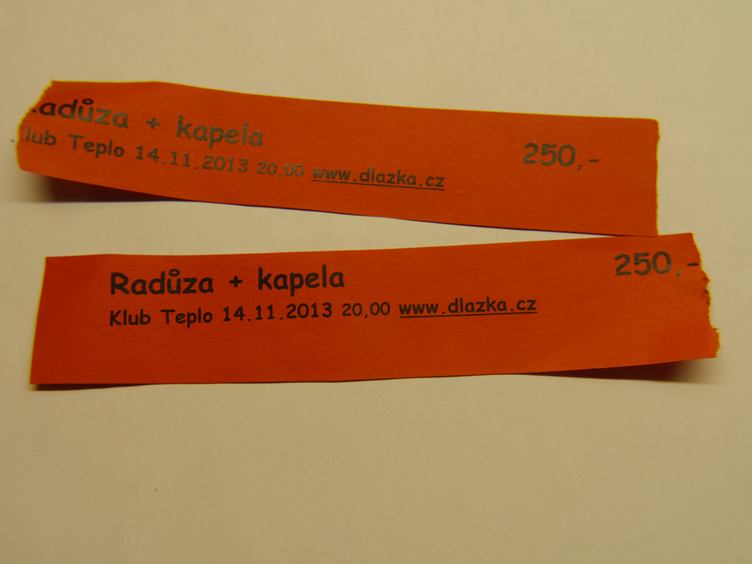 adůza + kapela 250,-
lub Teplo 14.11.2013 20,00 www.dlazka.cz
Radůza + kapela 250,-
Klub Teplo 14.11.2013 20,00 www.dlazka.cz